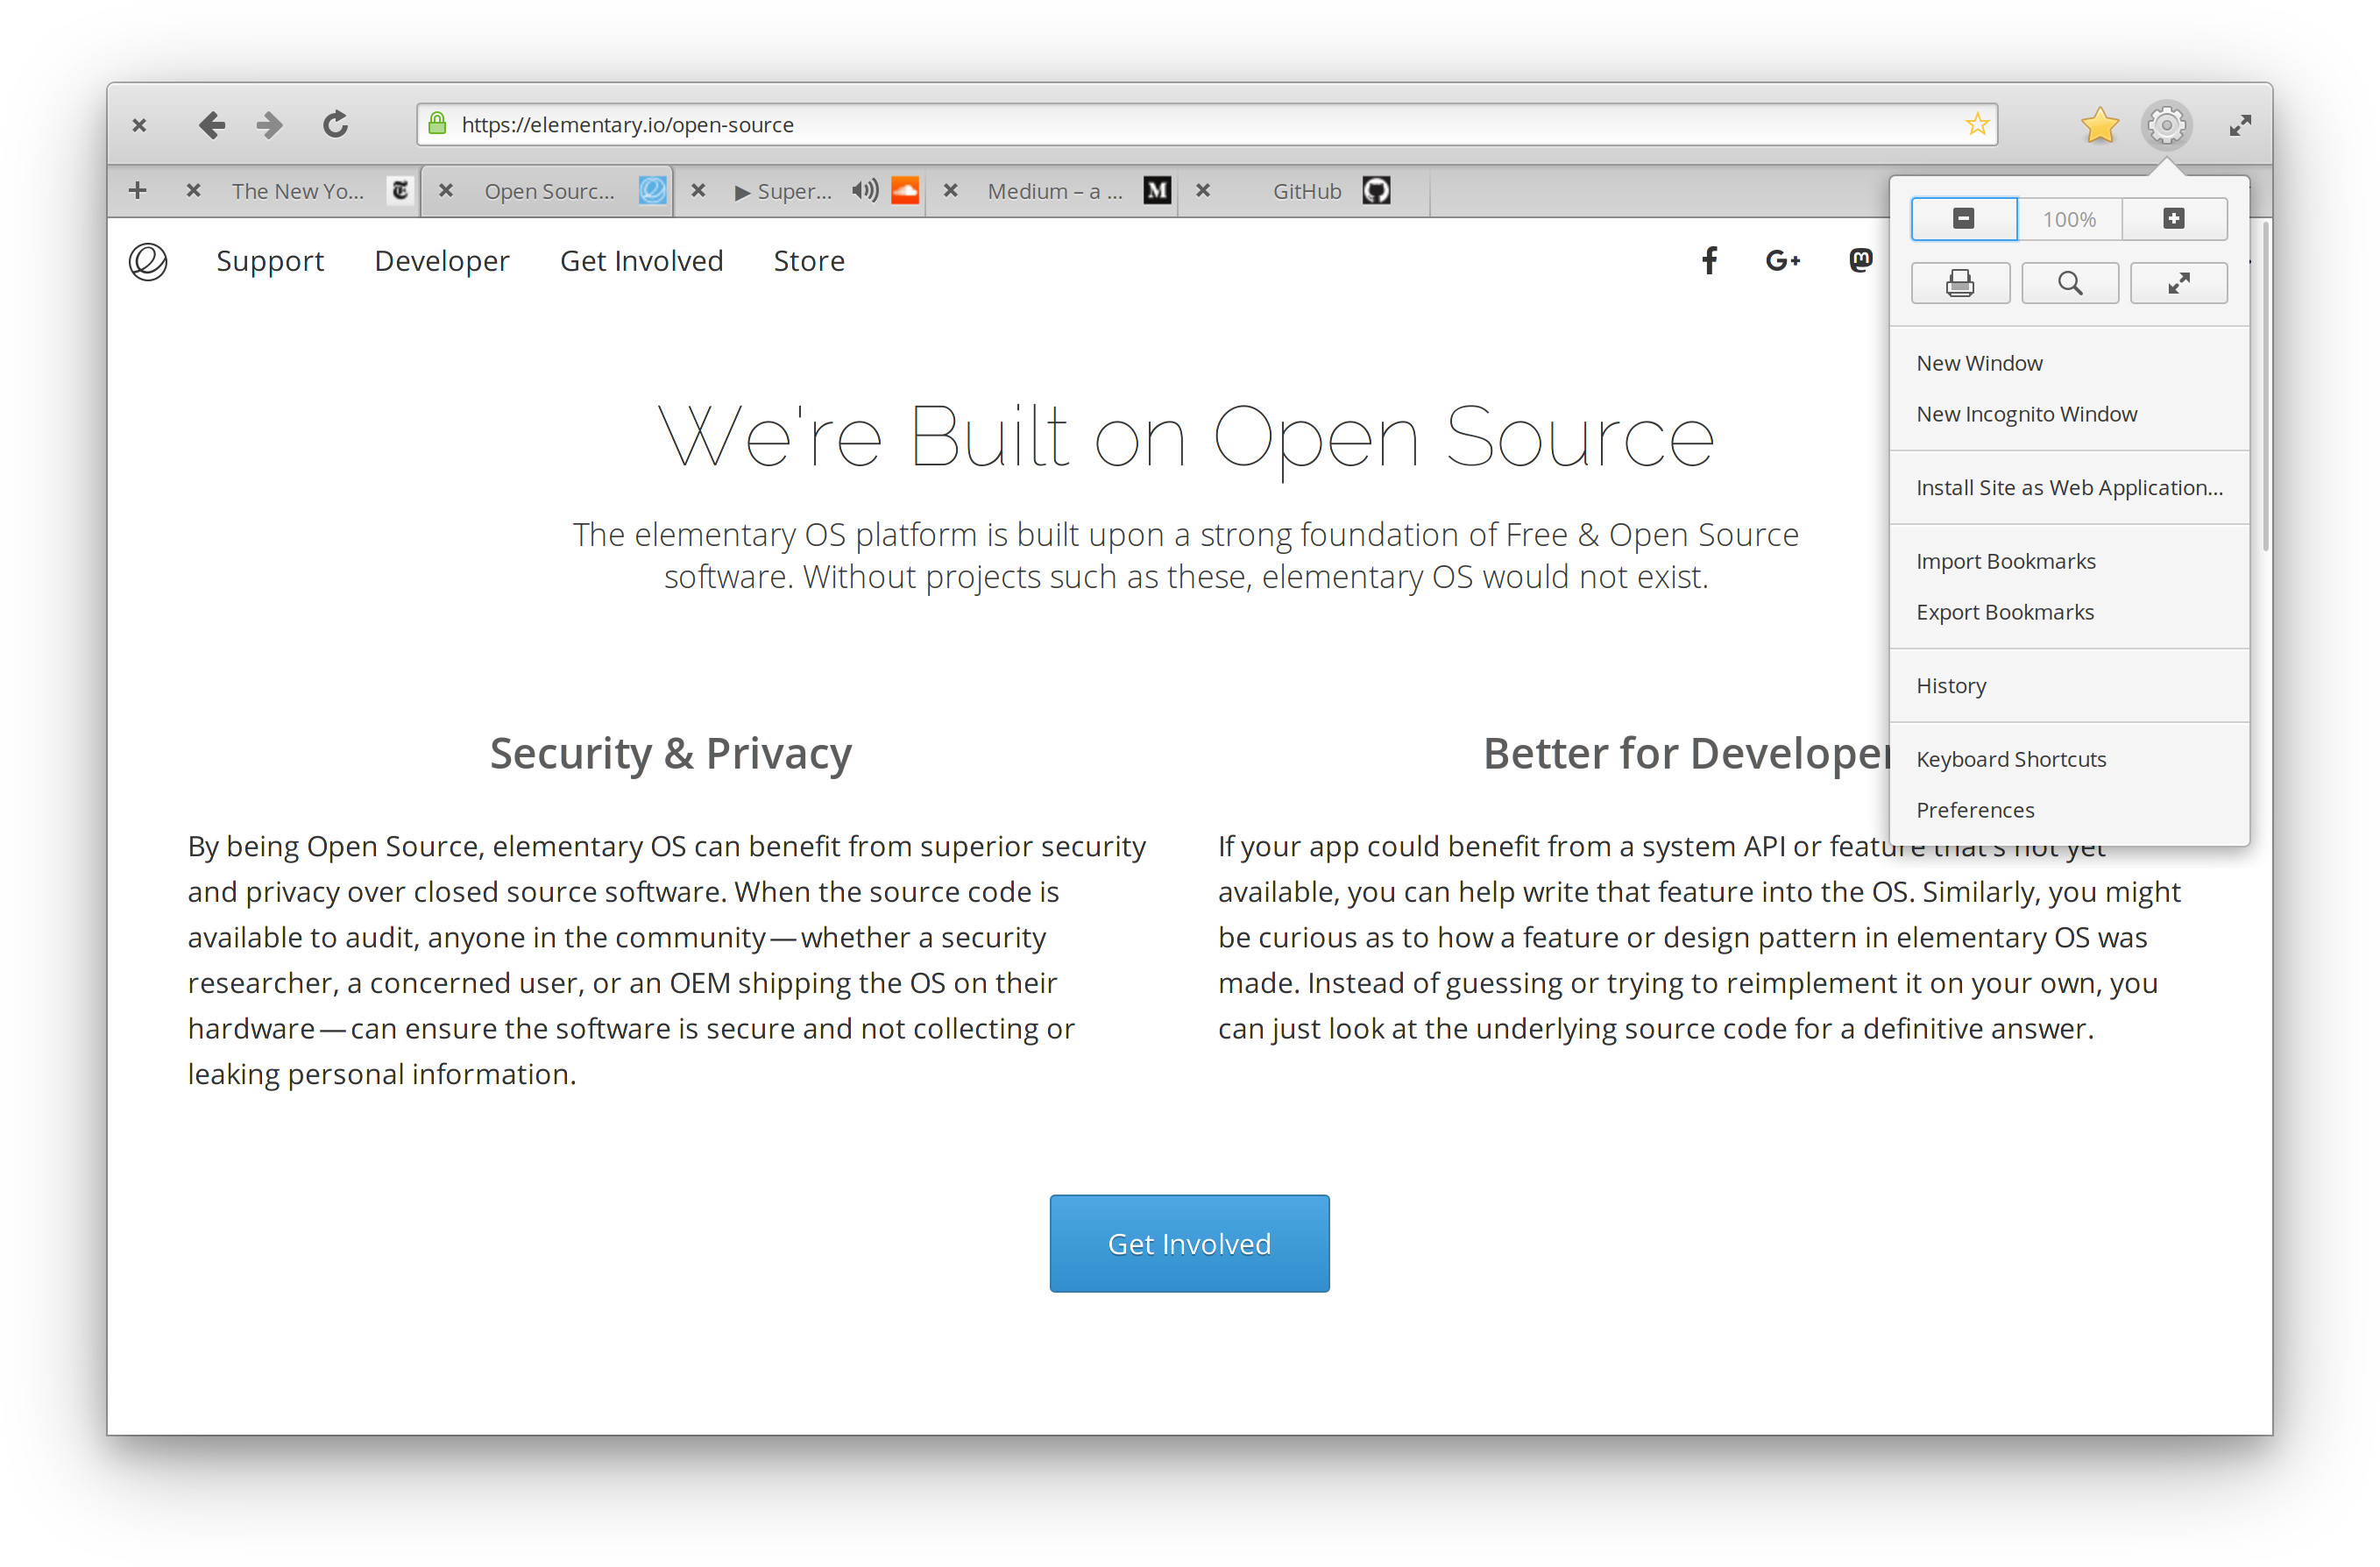 https://elementary.io/open-source
The New Yo...
Open Sourc...
▶ Super...
Medium – a ...
GitHub
Support
Developer
Get Involved
Store
100%
New Window
New Incognito Window
Install Site as Web Application...
Import Bookmarks
Export Bookmarks
History
Keyboard Shortcuts
Preferences
We're Built on Open Source
The elementary OS platform is built upon a strong foundation of Free & Open Source
software. Without projects such as these, elementary OS would not exist.
Security & Privacy
By being Open Source, elementary OS can benefit from superior security
and privacy over closed source software. When the source code is
available to audit, anyone in the community — whether a security
researcher, a concerned user, or an OEM shipping the OS on their
hardware — can ensure the software is secure and not collecting or
leaking personal information.
Better for Developer
If your app could benefit from a system API or feature that's not yet
available, you can help write that feature into the OS. Similarly, you might
be curious as to how a feature or design pattern in elementary OS was
made. Instead of guessing or trying to reimplement it on your own, you
can just look at the underlying source code for a definitive answer.
Get Involved